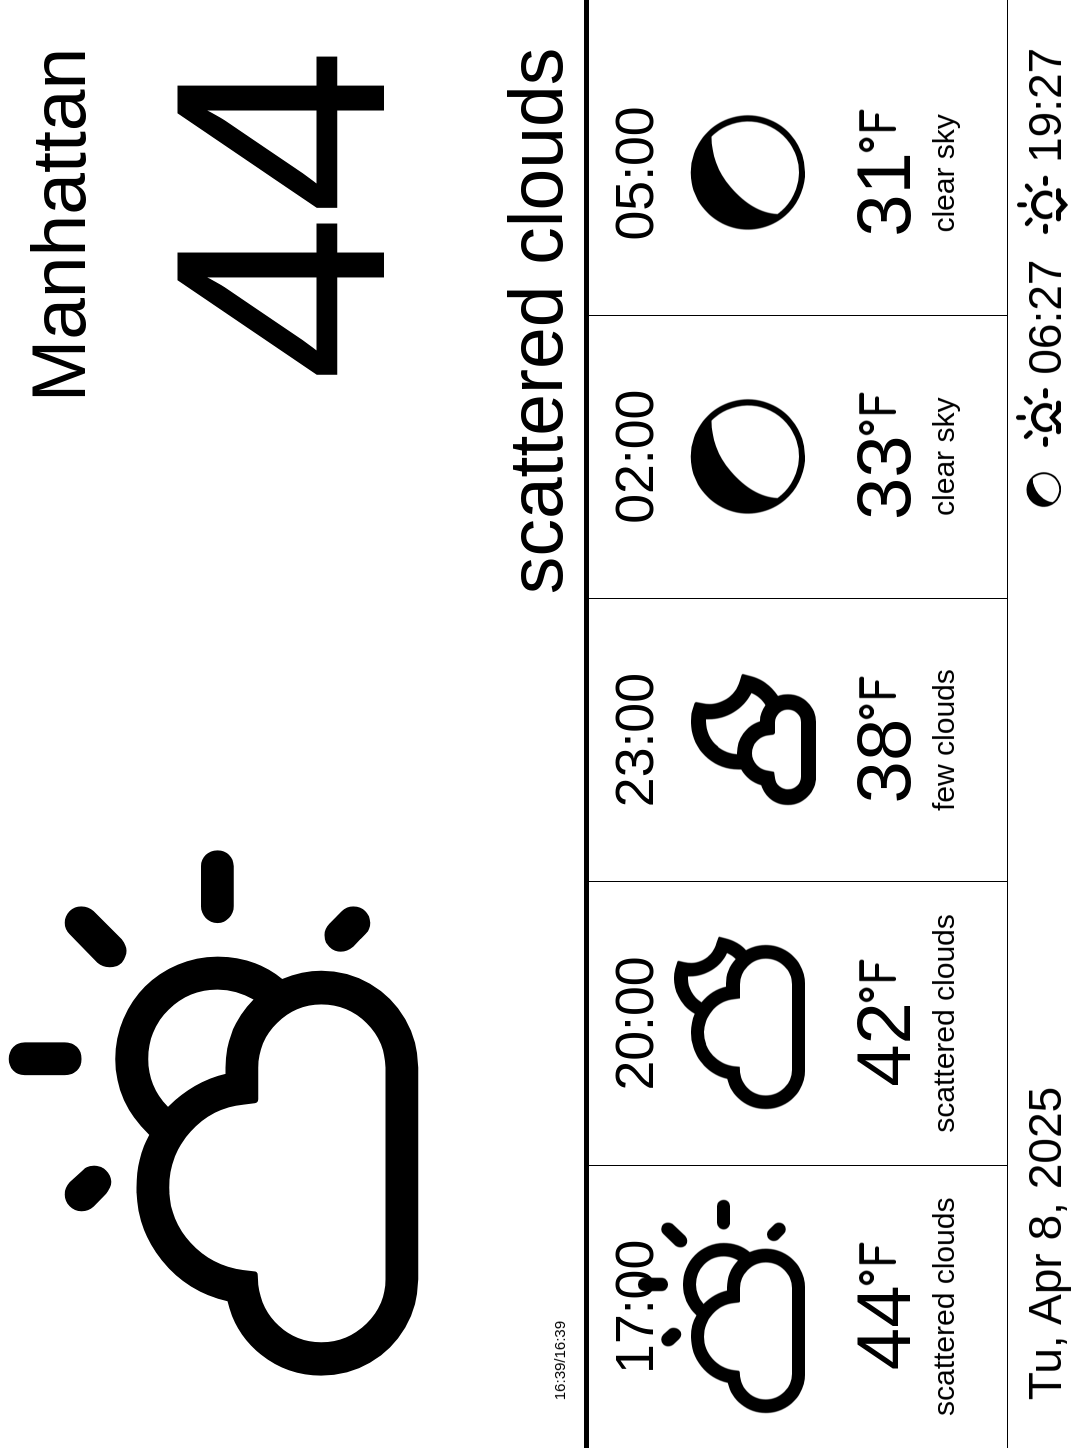 Manhattan
44
scattered clouds
16:39/16:39
17:00
44°F
scattered clouds
20:00
42°F
scattered clouds
23:00
38°F
few clouds
02:00
33°F
clear sky
05:00
31°F
clear sky
Tu, Apr 8, 2025
06:27 19:27